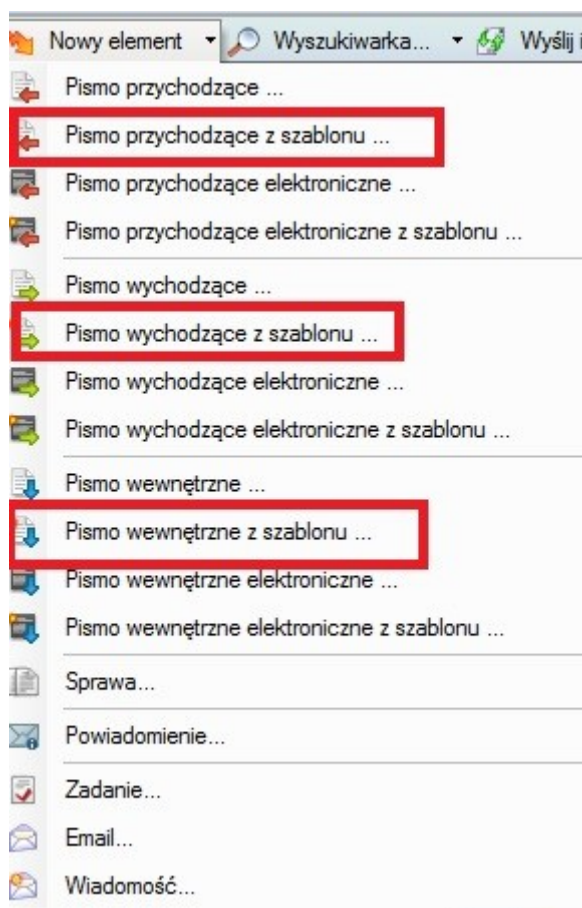 Nowy element Wyszukiwarka... Wyślij i
Pismo przychodzące ...
Pismo przychodzące z szablonu ...
Pismo przychodzące elektroniczne ...
Pismo przychodzące elektroniczne z szablonu ...
Pismo wychodzące ...
Pismo wychodzące z szablonu ...
Pismo wychodzące elektroniczne ...
Pismo wychodzące elektroniczne z szablonu ...
Pismo wewnętrzne ...
Pismo wewnętrzne z szablonu ...
Pismo wewnętrzne elektroniczne ...
Pismo wewnętrzne elektroniczne z szablonu ...
Sprawa...
Powiadomienie...
Zadanie...
Email...
Wiadomość...